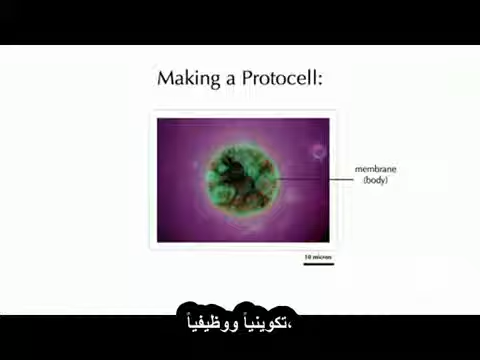 Making a Protocell:
membrane
(body)
10 micron
تكوينياً ووظيفياً،